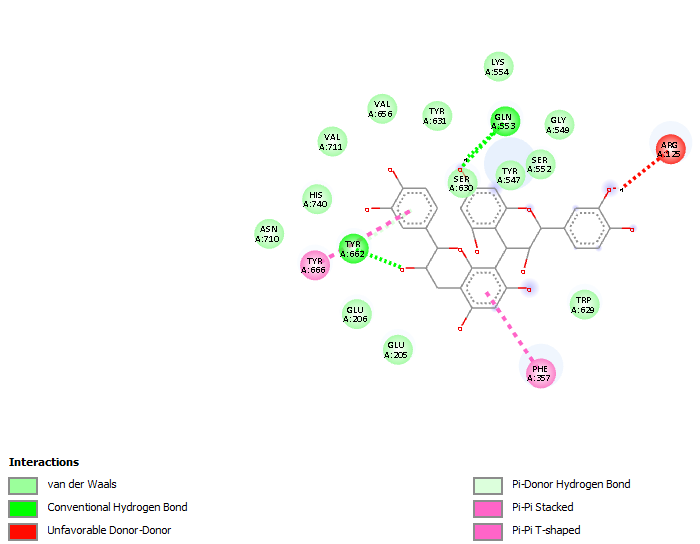 LYS
A:554
VAL
A:656
TYR
A:631
GLN
A:553
GLY
A:549
VAL
A:711
ARG
A:125
SER
A:552
TYR
A:547
SER
A:630
HIS
A:740
ASN
A:710
TYR
A:662
TYR
A:666
GLU
A:206
TRP
A:629
GLU
A:205
PHE
A:357
Interactions
van der Waals
Conventional Hydrogen Bond
Unfavorable Donor-Donor
Pi-Donor Hydrogen Bond
Pi-Pi Stacked
Pi-Pi T-shaped